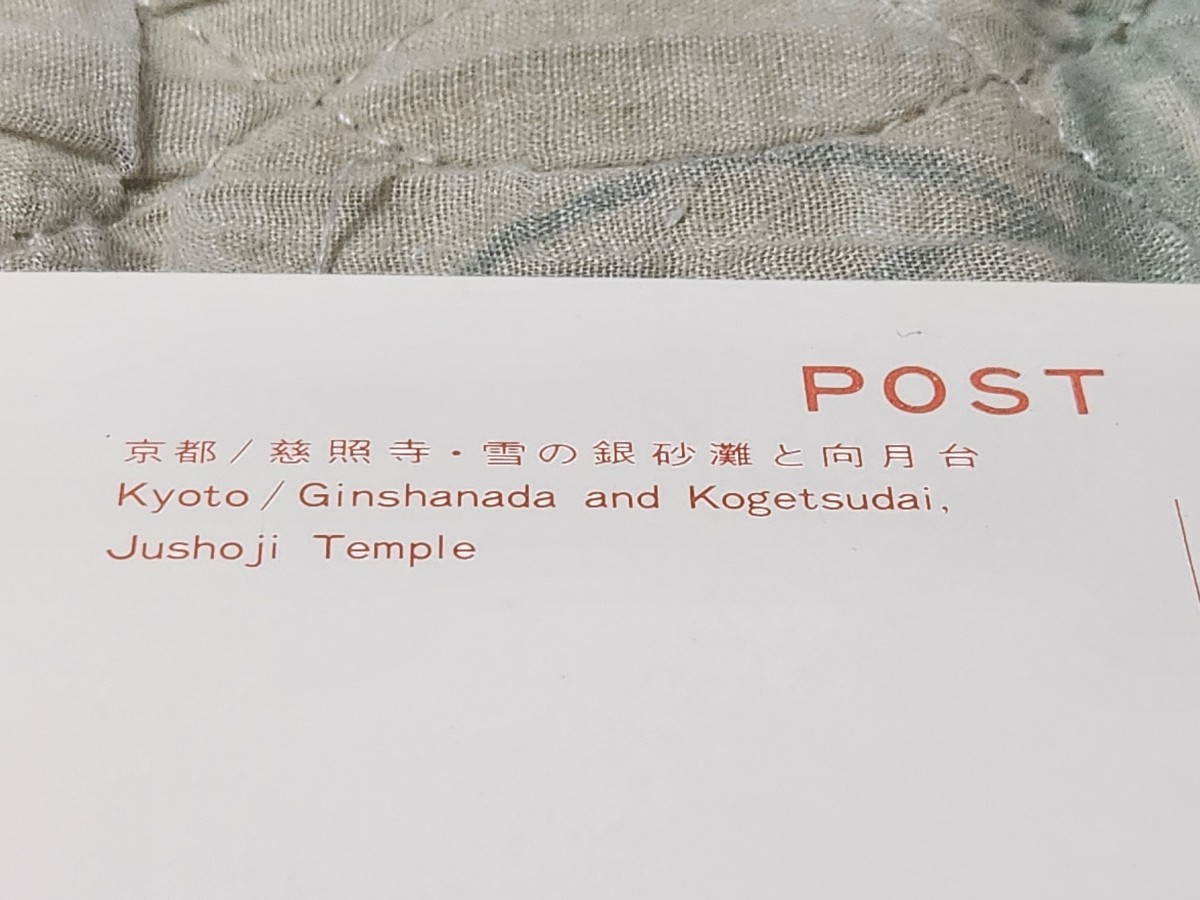 POST
京都/慈照寺・雪の銀砂灘と向月台
Kyoto/Ginshanada and Kogetsudai,
Jushoji Temple